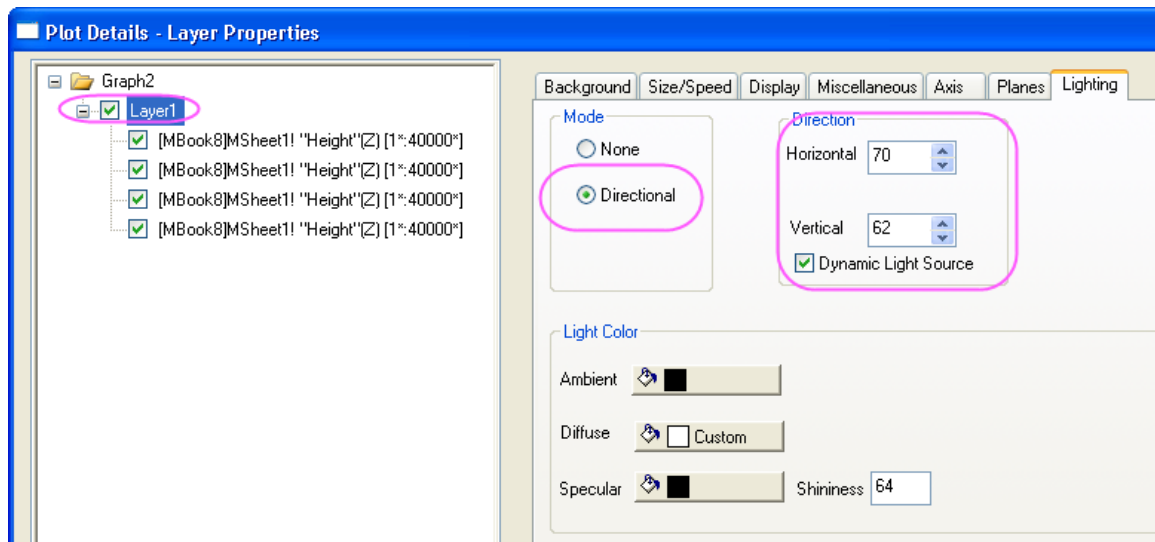 Plot Details - Layer Properties
Graph2
Layer1
[MBook8]MSheet1! "Height"(Z) [1*:40000*]
[MBook8]MSheet1! "Height"(Z) [1*:40000*]
[MBook8]MSheet1! "Height"(Z) [1*:40000*]
[MBook8]MSheet1! "Height"(Z) [1*:40000*]
Background Size/Speed Display Miscellaneous Axis Planes Lighting
Mode
None
Directional
Direction
Horizontal 70
Vertical 62
Dynamic Light Source
Light Color
Ambient
Diffuse Custom
Specular Shininess 64